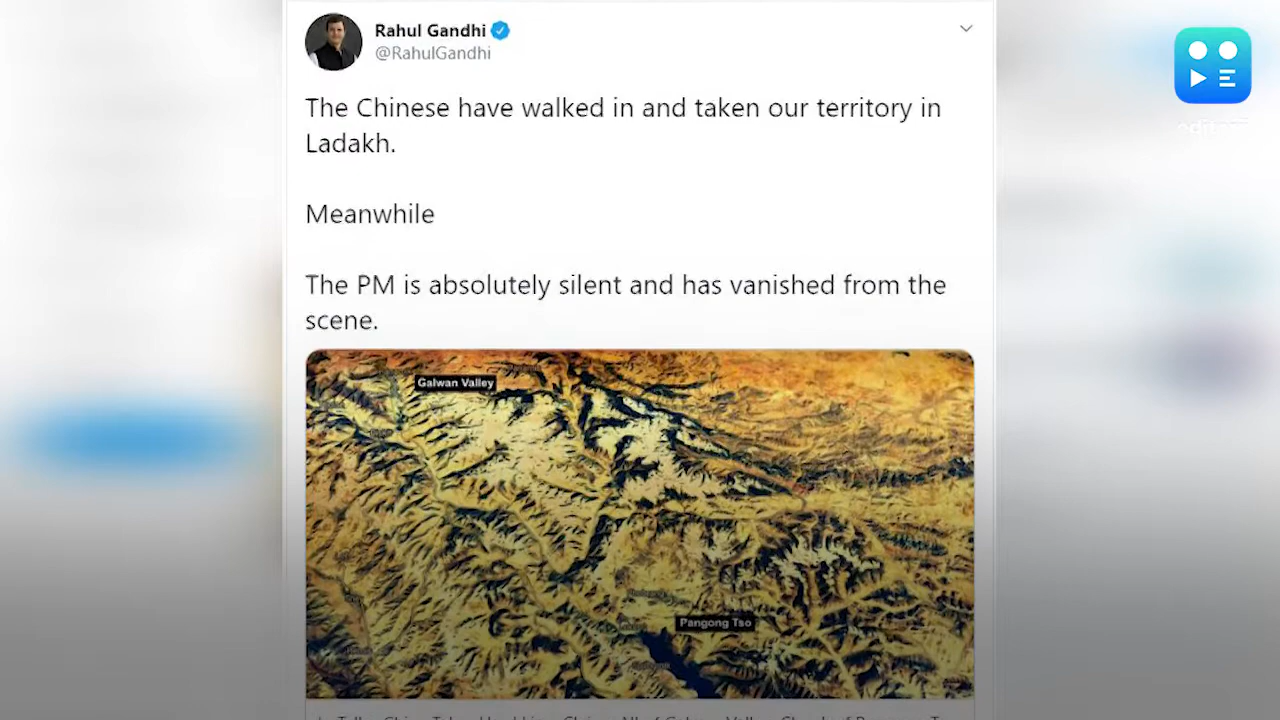 Rahul Gandhi
@RahulGandhi
The Chinese have walked in and taken our territory in
Ladakh.
Meanwhile
The PM is absolutely silent and has vanished from the
scene.
Galwan Valley
Pangong Tso